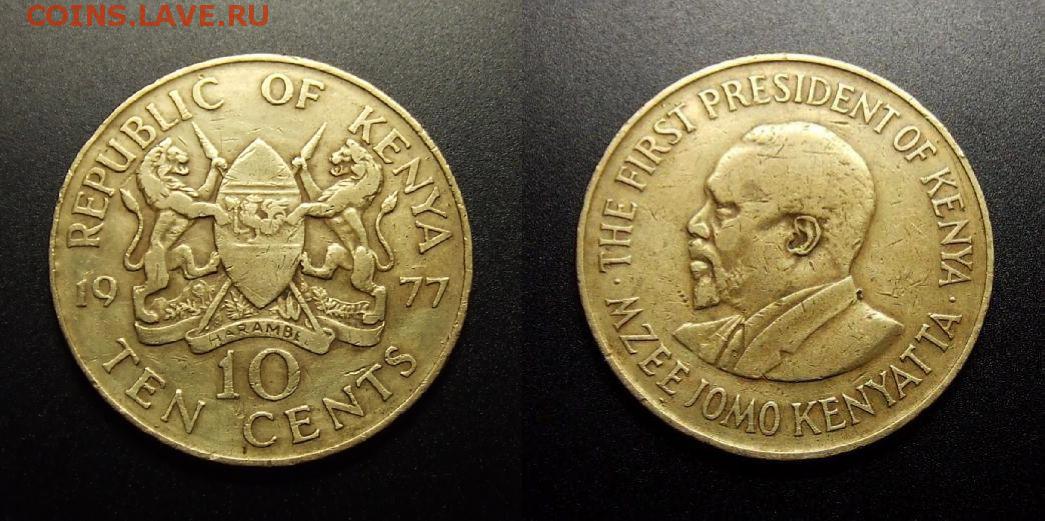 COINS.LAVE.RU
REPUBLIC OF KENYA
19 77
HARAMBE
10
TEN CENTS
· THE FIRST PRESIDENT OF KENYA ·
MZEE JOMO KENYATTA